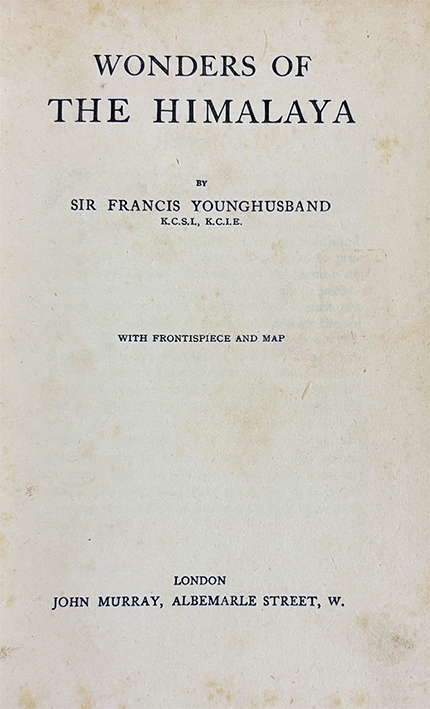 WONDERS OF
THE HIMALAYA
BY
SIR FRANCIS YOUNGHUSBAND
K.C.S.I., K.C.I.E.
WITH FRONTISPIECE AND MAP
LONDON
JOHN MURRAY, ALBEMARLE STREET, W.